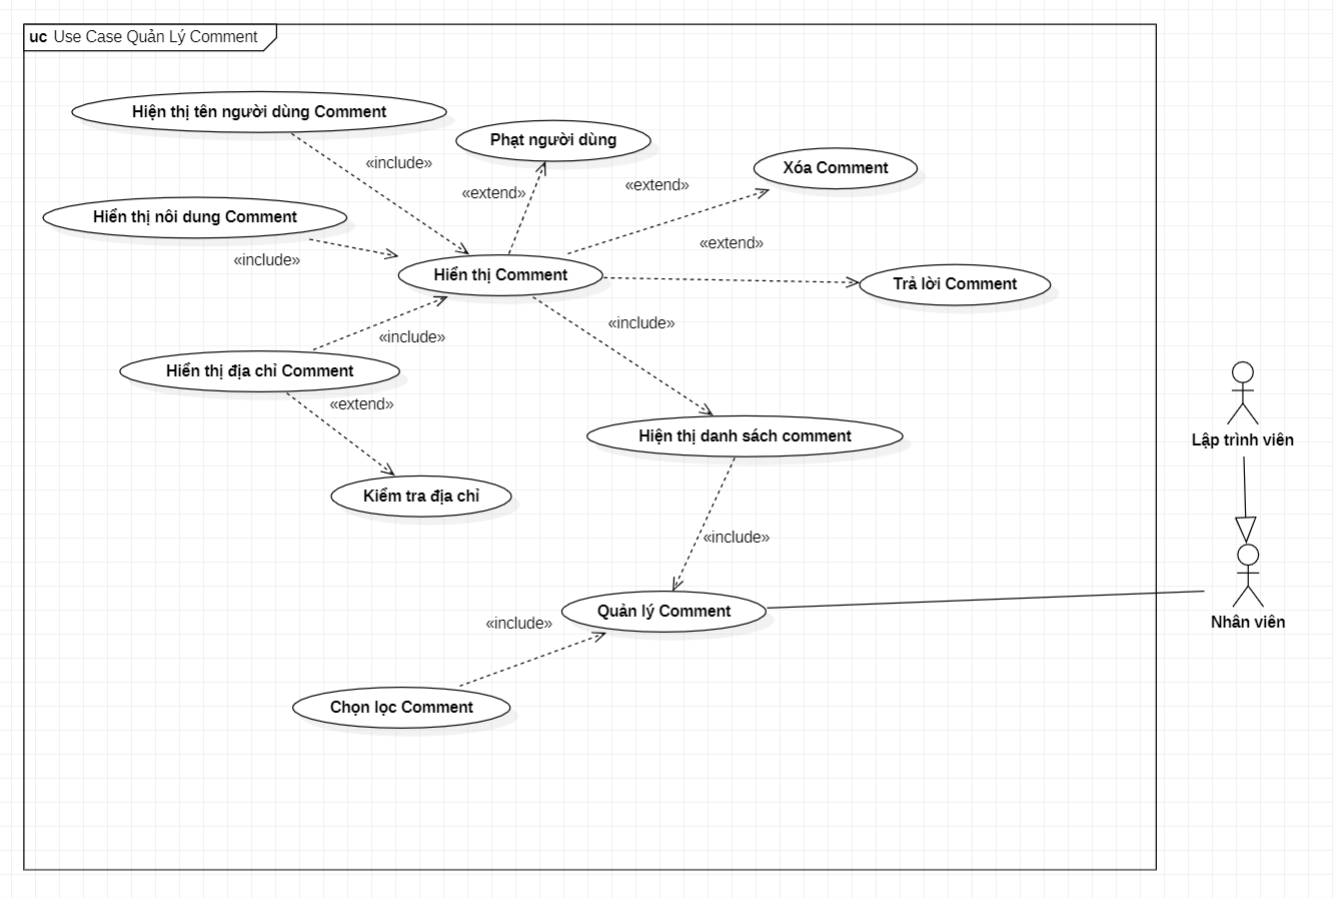 uc Use Case Quản Lý Comment
Hiện thị tên người dùng Comment
Phạt người dùng
«include»
Xóa Comment
«extend»
«extend»
Hiển thị nôi dung Comment
«extend»
«include»
Hiển thị Comment
Trả lời Comment
«include»
«include»
Hiển thị địa chỉ Comment
«extend»
Hiện thị danh sách comment
Lập trình viên
Kiểm tra địa chỉ
«include»
Quản lý Comment
«include»
Nhân viên
Chọn lọc Comment